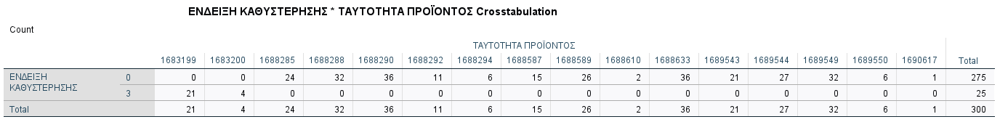 ΕΝΔΕΙΞΗ ΚΑΘΥΣΤΕΡΗΣΗΣ * ΤΑΥΤΟΤΗΤΑ ΠΡΟΪΟΝΤΟΣ Crosstabulation
Count
ΤΑΥΤΟΤΗΤΑ ΠΡΟΪΟΝΤΟΣ
1683199 1683200 1688285 1688288 1688290 1688292 1688294 1688587 1688589 1688610 1688633 1689543 1689544 1689549 1689550 1690617 Total
ΕΝΔΕΙΞΗ 0 0 0 24 32 36 11 6 15 26 2 36 21 27 32 6 1 275
ΚΑΘΥΣΤΕΡΗΣΗΣ
3 21 4 0 0 0 0 0 0 0 0 0 0 0 0 0 0 25
Total 21 4 24 32 36 11 6 15 26 2 36 21 27 32 6 1 300